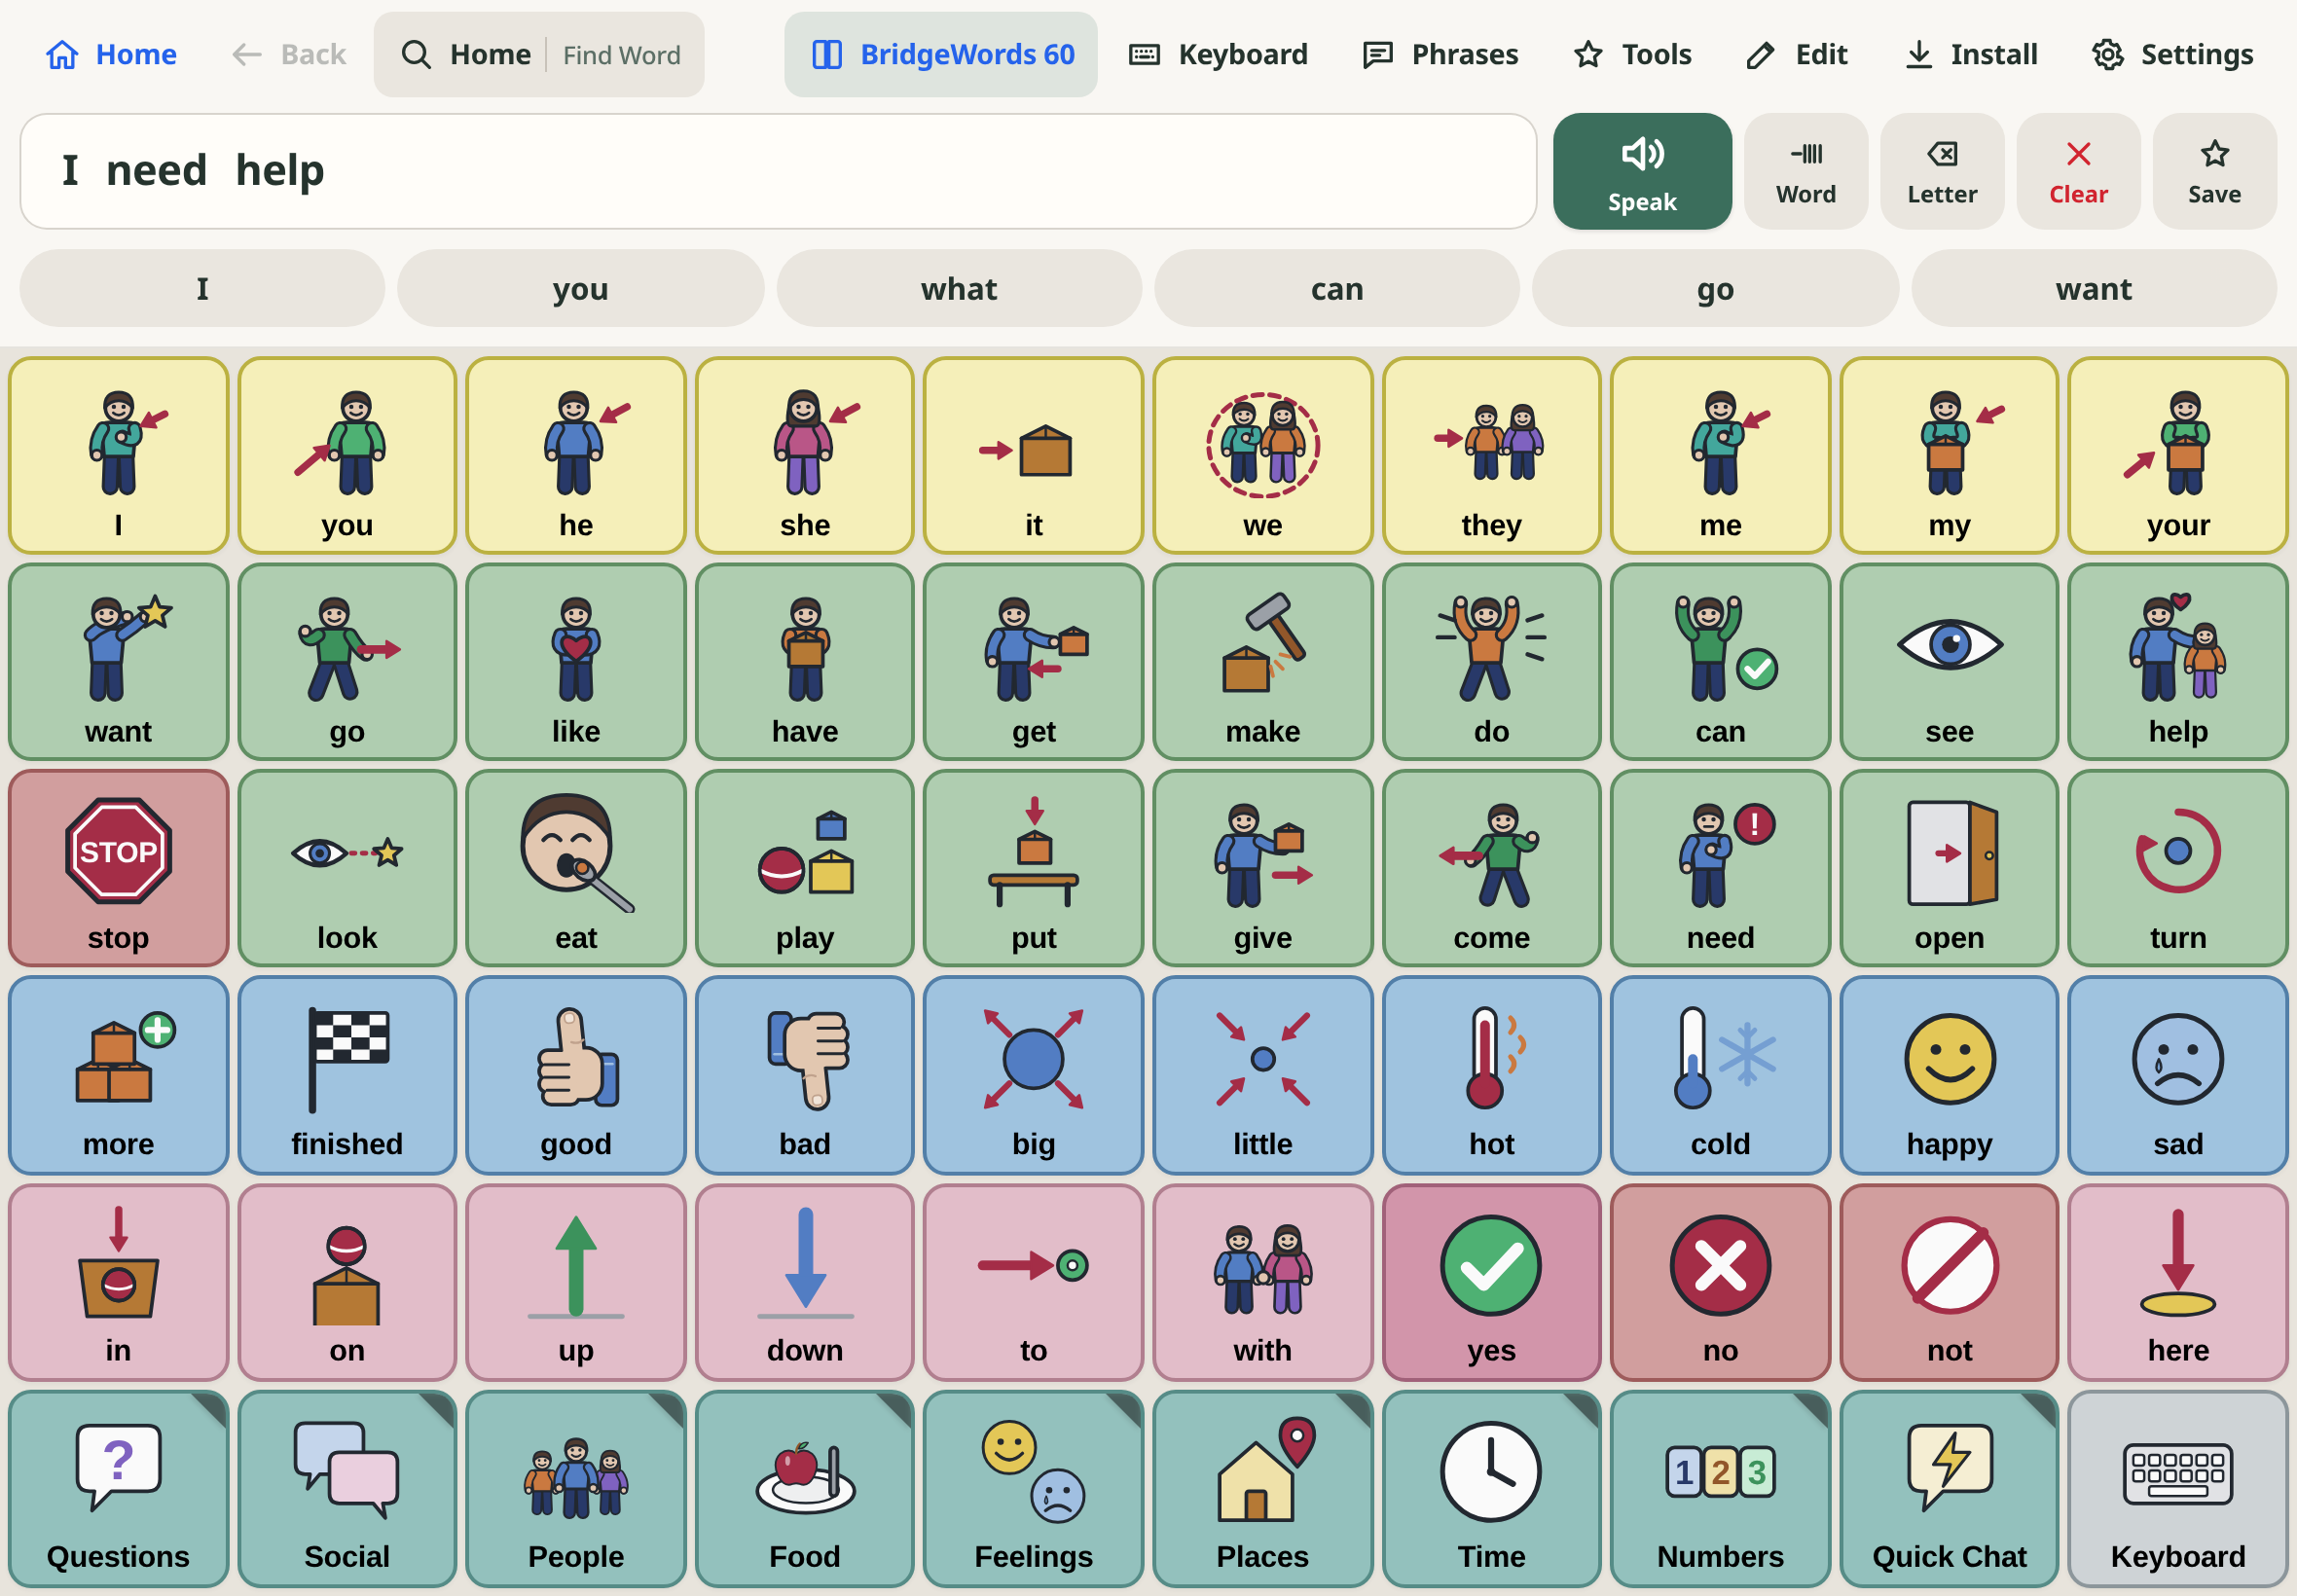 Home Back Home Find Word BridgeWords 60 Keyboard Phrases Tools Edit Install Settings
I need help
Speak Word Letter Clear Save
I you what can go want
I you he she it we they me my your
want go like have get make do can see help
STOP
!
stop look eat play put give come need open turn
more finished good bad big little hot cold happy sad
in on up down to with yes no not here
? 1 2 3
Questions Social People Food Feelings Places Time Numbers Quick Chat Keyboard